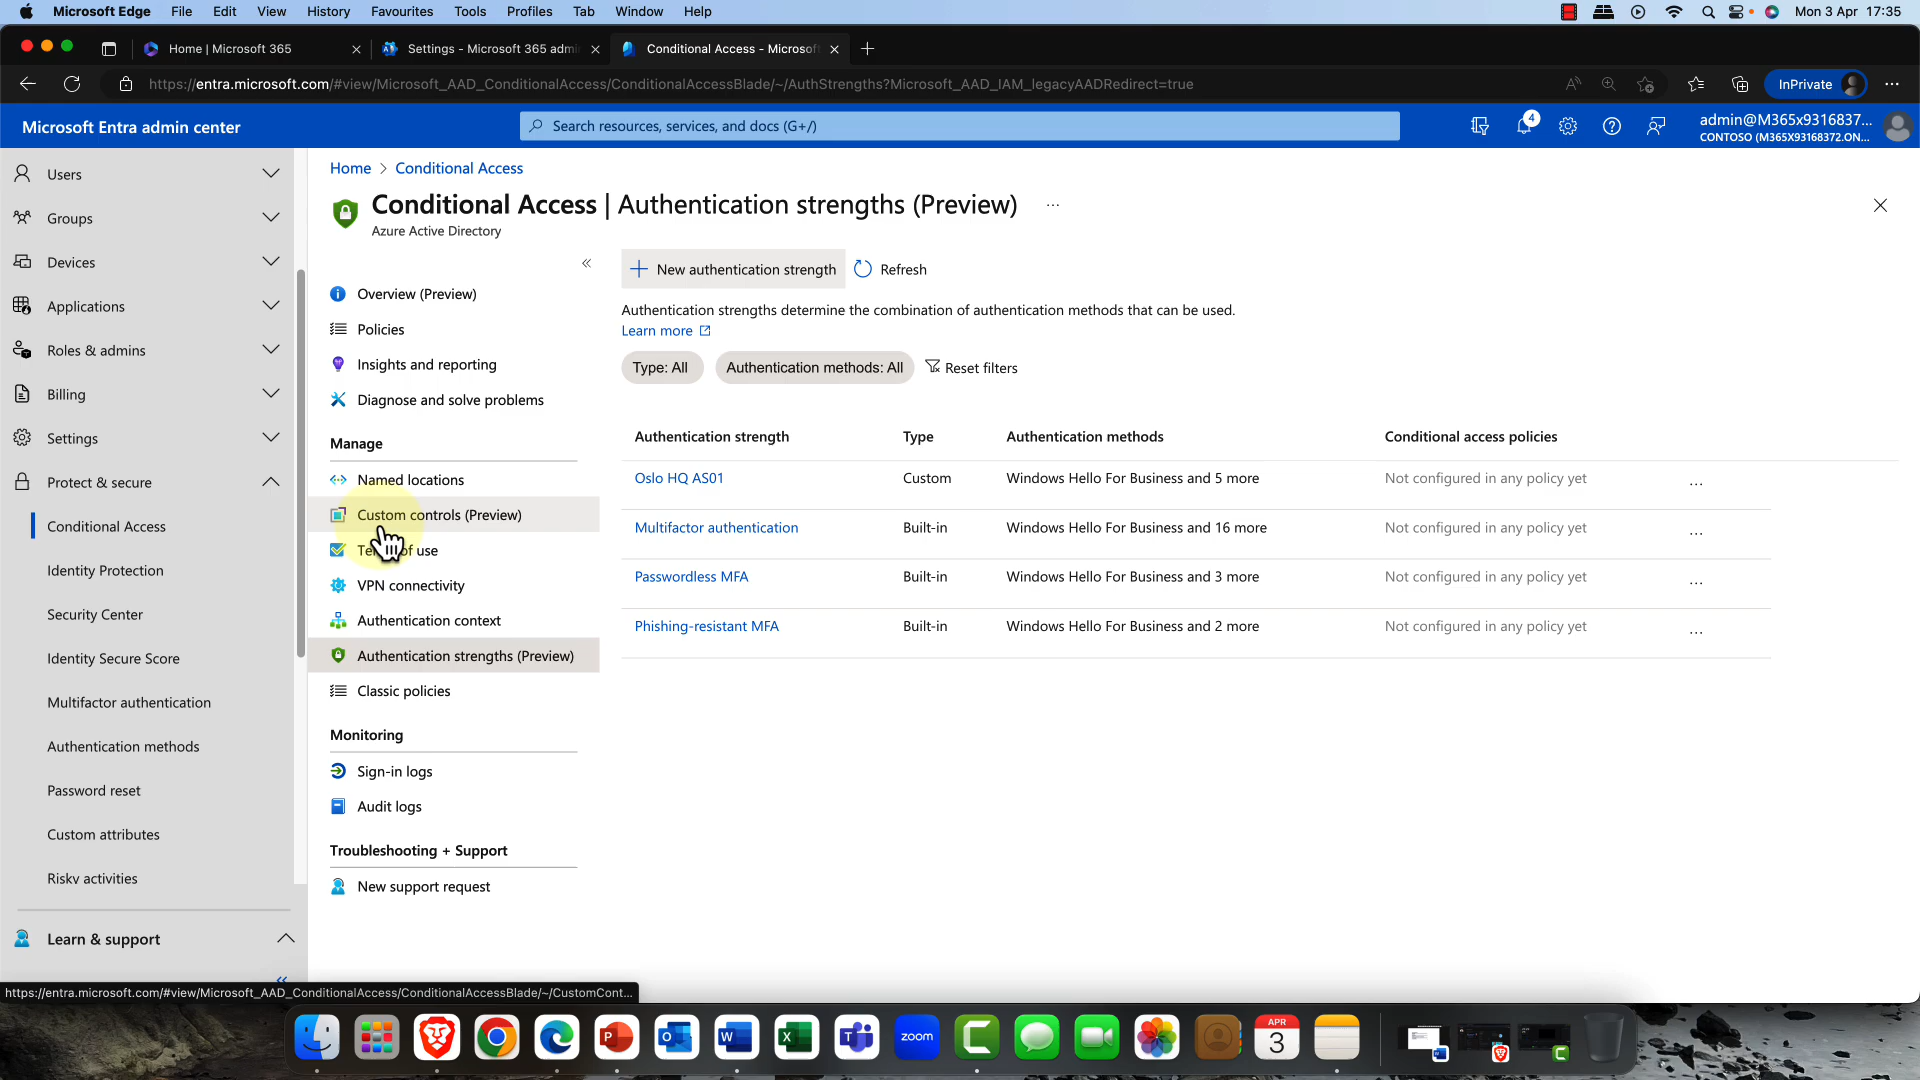 Microsoft Edge File Edit View History Favourites Tools Profiles Tab Window Help Mon 3 Apr 17:35
Home | Microsoft 365
Settings - Microsoft 365 admi
Conditional Access - Microsof
https://entra.microsoft.com/#view/Microsoft_AAD_ConditionalAccess/ConditionalAccessBlade/~/AuthStrengths?Microsoft_AAD_IAM_legacyAADRedirect=true
InPrivate
Microsoft Entra admin center
Search resources, services, and docs (G+/)
4
admin@M365x9316837...
CONTOSO (M365X93168372.ON...
Users
Groups
Devices
Applications
Roles & admins
Billing
Settings
Protect & secure
Conditional Access
Identity Protection
Security Center
Identity Secure Score
Multifactor authentication
Authentication methods
Password reset
Custom attributes
Risky activities
Learn & support
Home > Conditional Access
Conditional Access | Authentication strengths (Preview) ...
Azure Active Directory
Overview (Preview)
Policies
Insights and reporting
Diagnose and solve problems
Manage
Named locations
Custom controls (Preview)
Terms of use
VPN connectivity
Authentication context
Authentication strengths (Preview)
Classic policies
Monitoring
Sign-in logs
Audit logs
Troubleshooting + Support
New support request
New authentication strength
Refresh
Authentication strengths determine the combination of authentication methods that can be used.
Learn more
Type: All
Authentication methods: All
Reset filters
Authentication strength Type Authentication methods Conditional access policies
Oslo HQ AS01 Custom Windows Hello For Business and 5 more Not configured in any policy yet ...
Multifactor authentication Built-in Windows Hello For Business and 16 more Not configured in any policy yet ...
Passwordless MFA Built-in Windows Hello For Business and 3 more Not configured in any policy yet ...
Phishing-resistant MFA Built-in Windows Hello For Business and 2 more Not configured in any policy yet ...
https://entra.microsoft.com/#view/Microsoft_AAD_ConditionalAccess/ConditionalAccessBlade/~/CustomCont...
zoom
APR
3